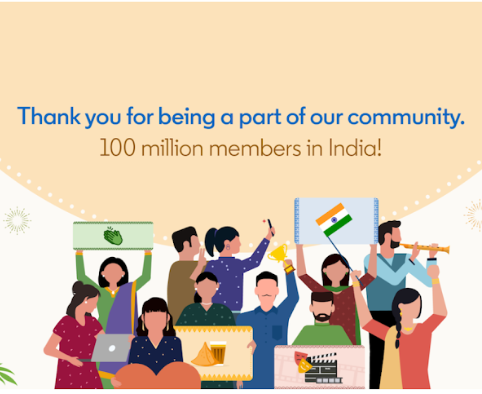 Thank you for being a part of our community.
100 million members in India!